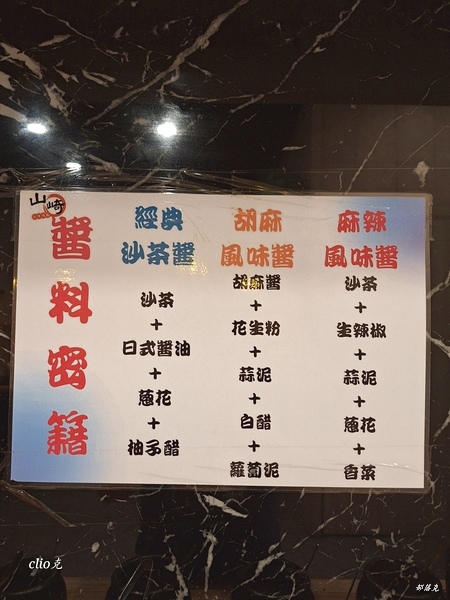 山崎
醬料密籍
經典
沙茶醬
沙茶
+
日式醬油
+
蔥花
+
柚子醋
胡麻
風味醬
胡麻醬
+
花生粉
+
蒜泥
+
白醋
+
蘿蔔泥
麻辣
風味醬
沙茶
+
生辣椒
+
蒜泥
+
蔥花
+
香菜
clio克
部落克